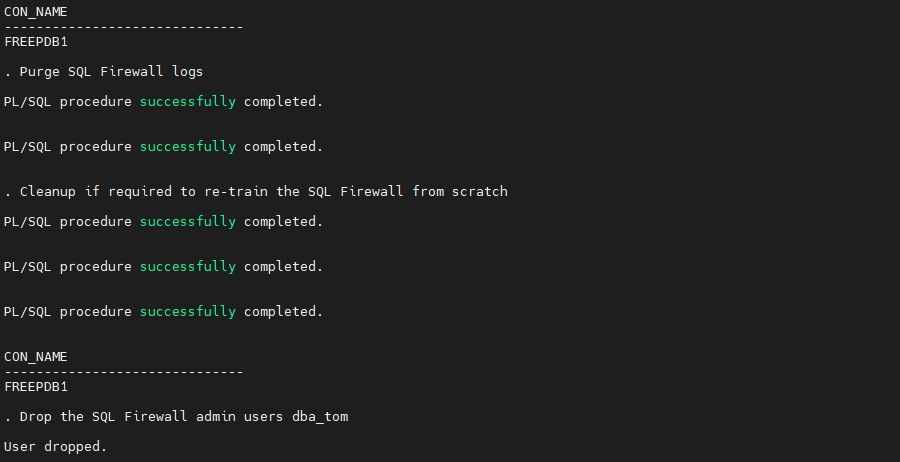 CON_NAME
------------------------------
FREEPDB1
. Purge SQL Firewall logs
PL/SQL procedure successfully completed.
PL/SQL procedure successfully completed.
. Cleanup if required to re-train the SQL Firewall from scratch
PL/SQL procedure successfully completed.
PL/SQL procedure successfully completed.
PL/SQL procedure successfully completed.
CON_NAME
------------------------------
FREEPDB1
. Drop the SQL Firewall admin users dba_tom
User dropped.